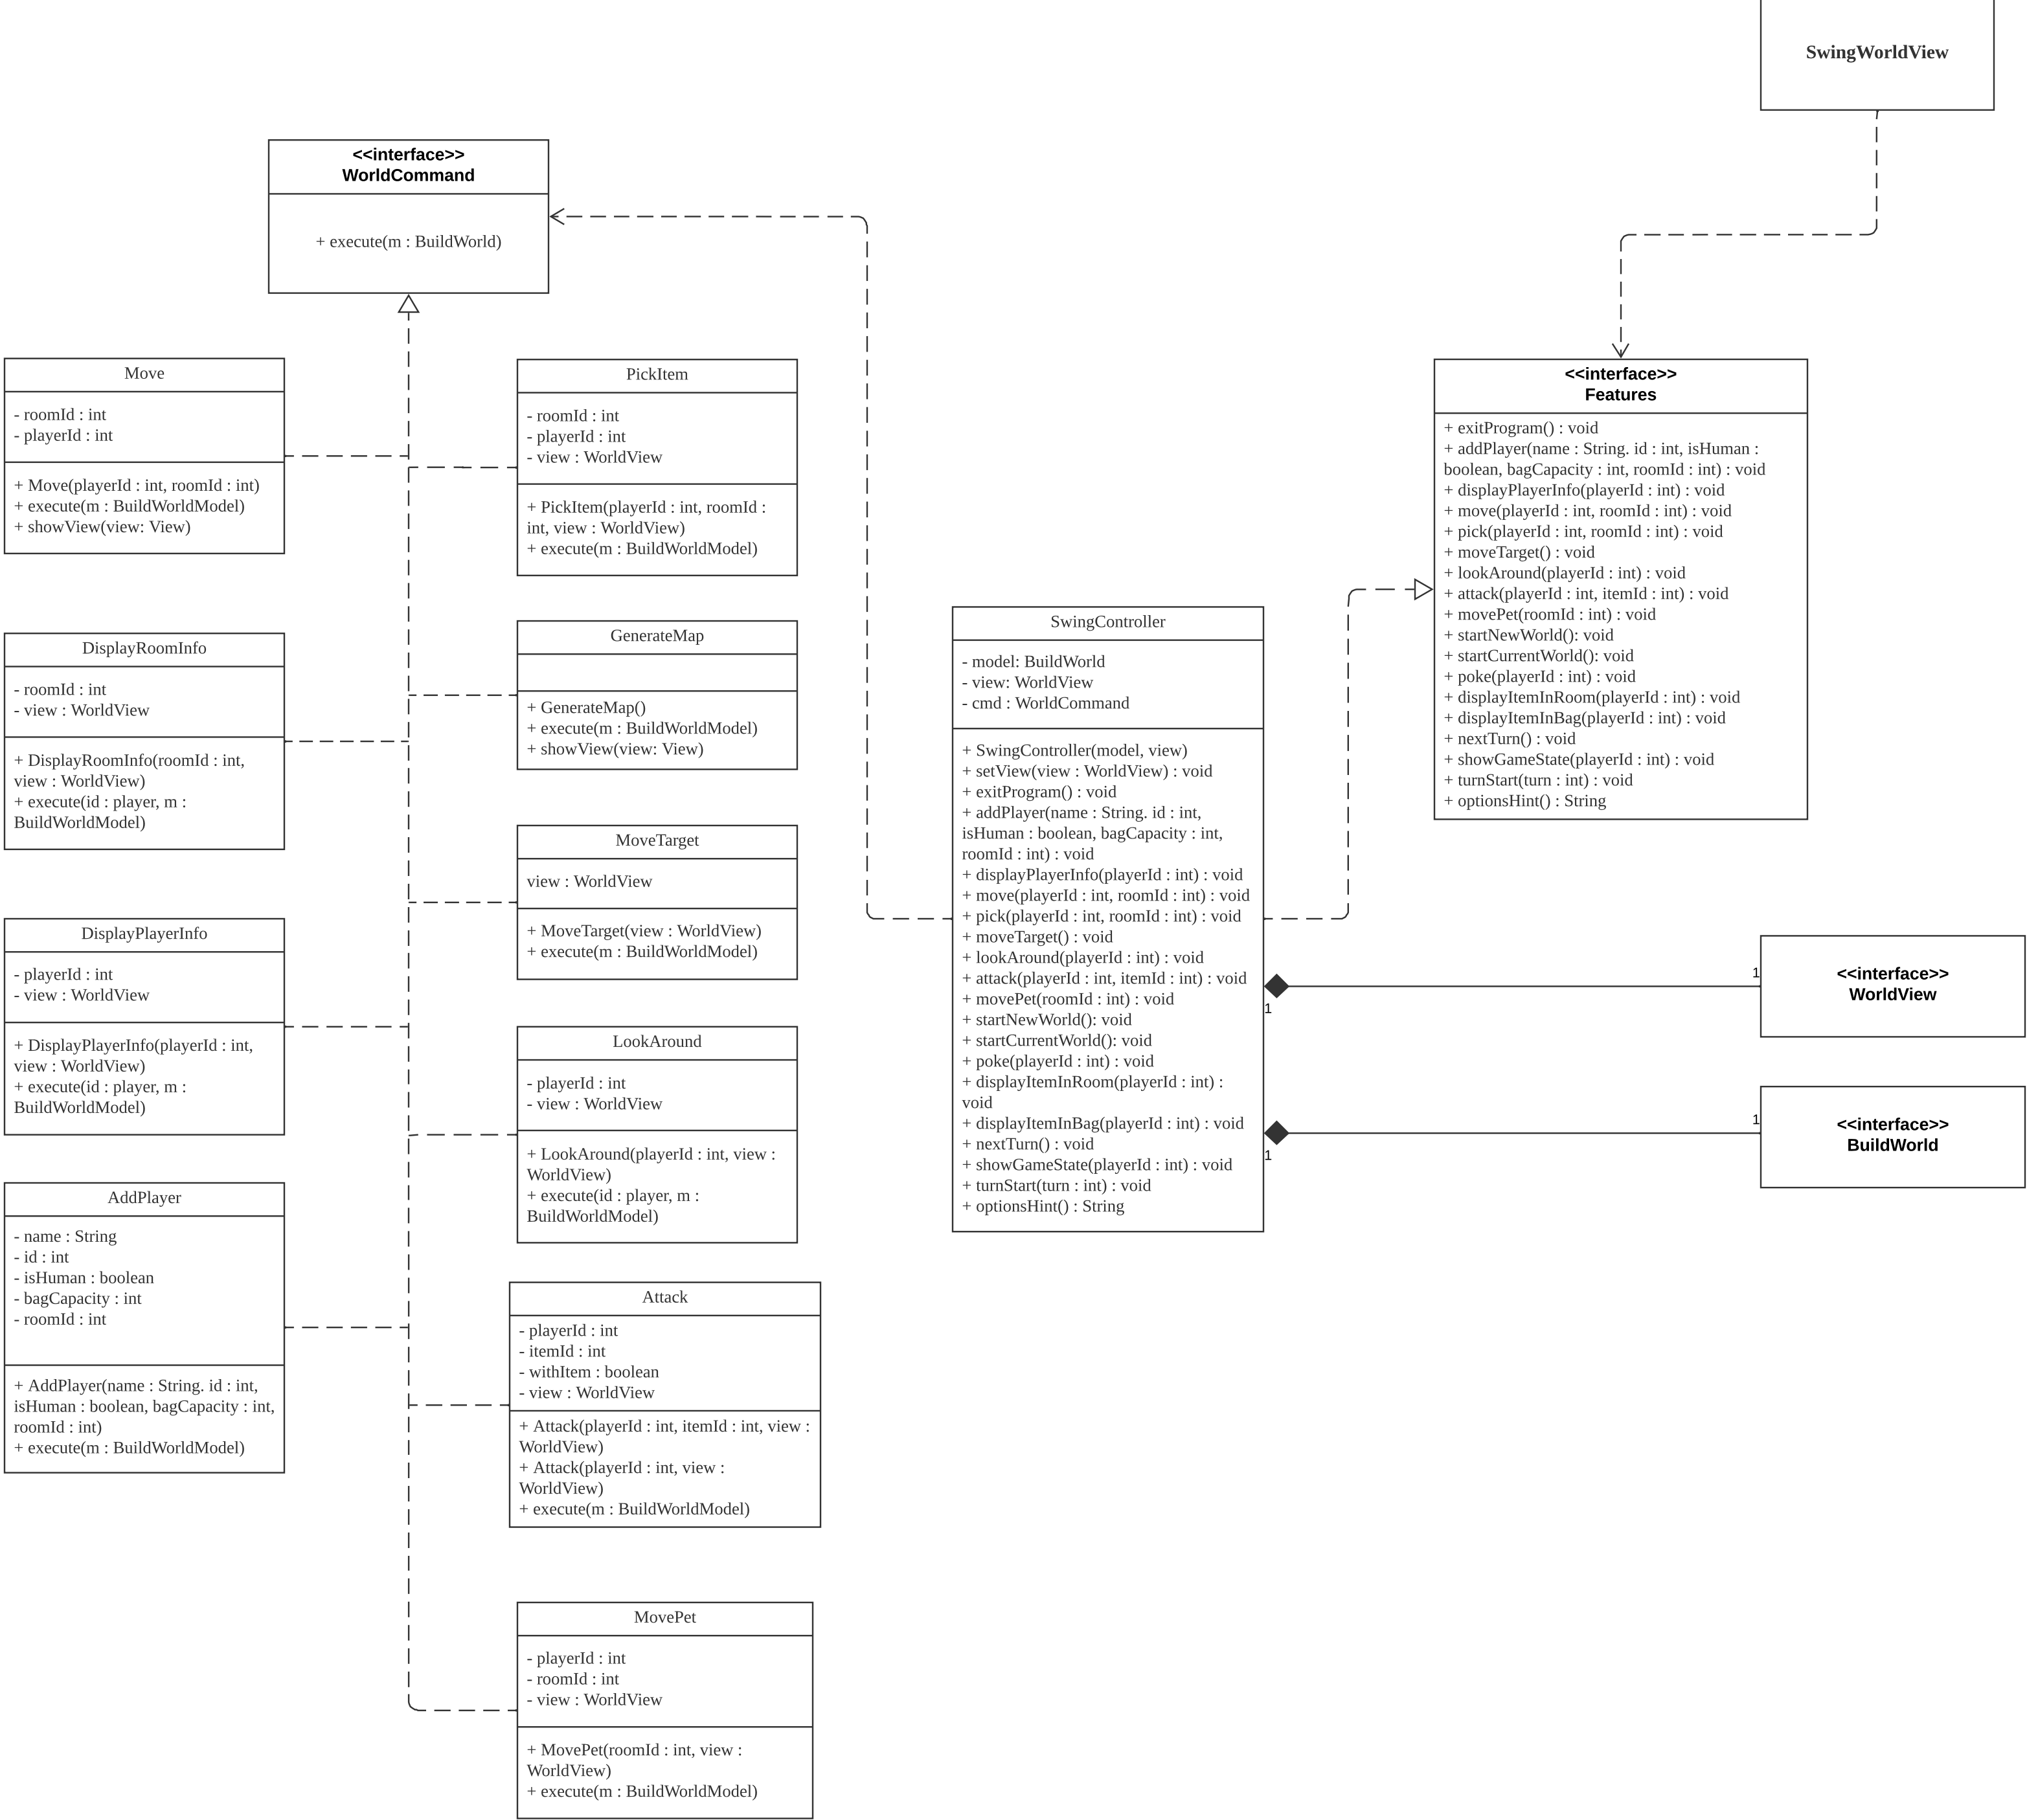 SwingWorldView
<<interface>>
WorldCommand
+ execute(m : BuildWorld)
Move
- roomId : int
- playerId : int
+ Move(playerId : int, roomId : int)
+ execute(m : BuildWorldModel)
+ showView(view: View)
DisplayRoomInfo
- roomId : int
- view : WorldView
+ DisplayRoomInfo(roomId : int,
view : WorldView)
+ execute(id : player, m :
BuildWorldModel)
DisplayPlayerInfo
- playerId : int
- view : WorldView
+ DisplayPlayerInfo(playerId : int,
view : WorldView)
+ execute(id : player, m :
BuildWorldModel)
AddPlayer
- name : String
- id : int
- isHuman : boolean
- bagCapacity : int
- roomId : int
+ AddPlayer(name : String. id : int,
isHuman : boolean, bagCapacity : int,
roomId : int)
+ execute(m : BuildWorldModel)
PickItem
- roomId : int
- playerId : int
- view : WorldView
+ PickItem(playerId : int, roomId :
int, view : WorldView)
+ execute(m : BuildWorldModel)
GenerateMap
+ GenerateMap()
+ execute(m : BuildWorldModel)
+ showView(view: View)
MoveTarget
view : WorldView
+ MoveTarget(view : WorldView)
+ execute(m : BuildWorldModel)
LookAround
- playerId : int
- view : WorldView
+ LookAround(playerId : int, view :
WorldView)
+ execute(id : player, m :
BuildWorldModel)
Attack
- playerId : int
- itemId : int
- withItem : boolean
- view : WorldView
+ Attack(playerId : int, itemId : int, view :
WorldView)
+ Attack(playerId : int, view :
WorldView)
+ execute(m : BuildWorldModel)
MovePet
- playerId : int
- roomId : int
- view : WorldView
+ MovePet(roomId : int, view :
WorldView)
+ execute(m : BuildWorldModel)
SwingController
- model: BuildWorld
- view: WorldView
- cmd : WorldCommand
+ SwingController(model, view)
+ setView(view : WorldView) : void
+ exitProgram() : void
+ addPlayer(name : String. id : int,
isHuman : boolean, bagCapacity : int,
roomId : int) : void
+ displayPlayerInfo(playerId : int) : void
+ move(playerId : int, roomId : int) : void
+ pick(playerId : int, roomId : int) : void
+ moveTarget() : void
+ lookAround(playerId : int) : void
+ attack(playerId : int, itemId : int) : void
+ movePet(roomId : int) : void
+ startNewWorld(): void
+ startCurrentWorld(): void
+ poke(playerId : int) : void
+ displayItemInRoom(playerId : int) :
void
+ displayItemInBag(playerId : int) : void
+ nextTurn() : void
+ showGameState(playerId : int) : void
+ turnStart(turn : int) : void
+ optionsHint() : String
<<interface>>
Features
+ exitProgram() : void
+ addPlayer(name : String. id : int, isHuman :
boolean, bagCapacity : int, roomId : int) : void
+ displayPlayerInfo(playerId : int) : void
+ move(playerId : int, roomId : int) : void
+ pick(playerId : int, roomId : int) : void
+ moveTarget() : void
+ lookAround(playerId : int) : void
+ attack(playerId : int, itemId : int) : void
+ movePet(roomId : int) : void
+ startNewWorld(): void
+ startCurrentWorld(): void
+ poke(playerId : int) : void
+ displayItemInRoom(playerId : int) : void
+ displayItemInBag(playerId : int) : void
+ nextTurn() : void
+ showGameState(playerId : int) : void
+ turnStart(turn : int) : void
+ optionsHint() : String
1
1
<<interface>>
WorldView
1
1
<<interface>>
BuildWorld